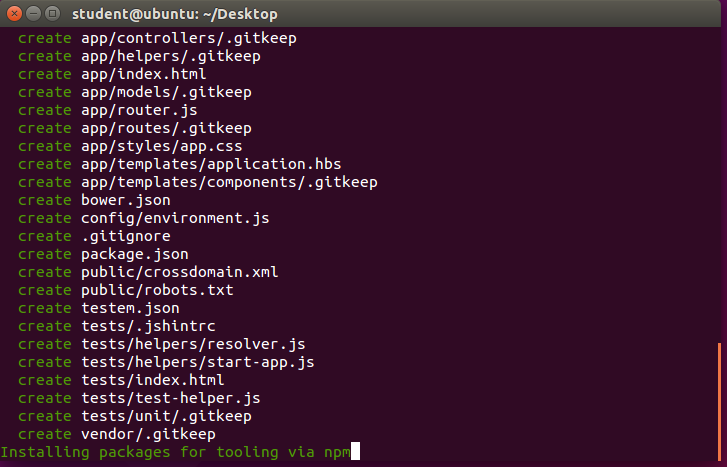 student@ubuntu: ~/Desktop
create app/controllers/.gitkeep
create app/helpers/.gitkeep
create app/index.html
create app/models/.gitkeep
create app/router.js
create app/routes/.gitkeep
create app/styles/app.css
create app/templates/application.hbs
create app/templates/components/.gitkeep
create bower.json
create config/environment.js
create .gitignore
create package.json
create public/crossdomain.xml
create public/robots.txt
create testem.json
create tests/.jshintrc
create tests/helpers/resolver.js
create tests/helpers/start-app.js
create tests/index.html
create tests/test-helper.js
create tests/unit/.gitkeep
create vendor/.gitkeep
Installing packages for tooling via npm